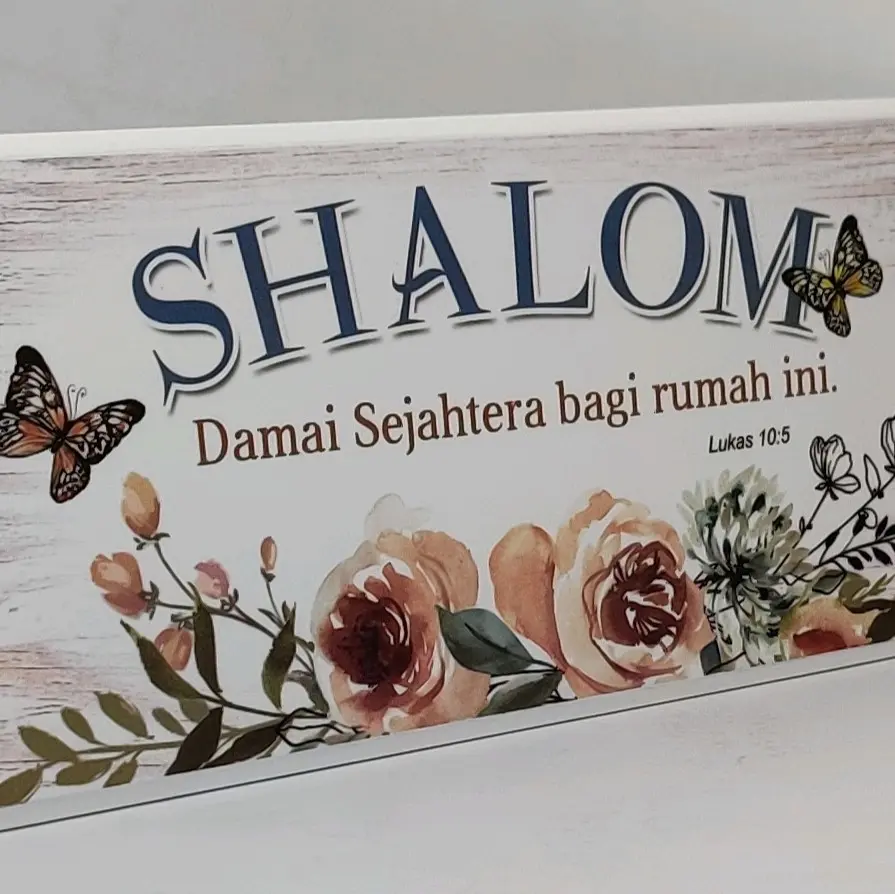 SHALOM
Damai Sejahtera bagi rumah ini.
Lukas 10:5